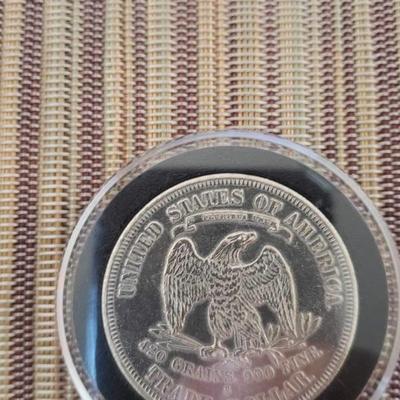 UNITED STATES OF AMERICA
420 GRAINS, 900 FINE.
TRADE DOLLAR